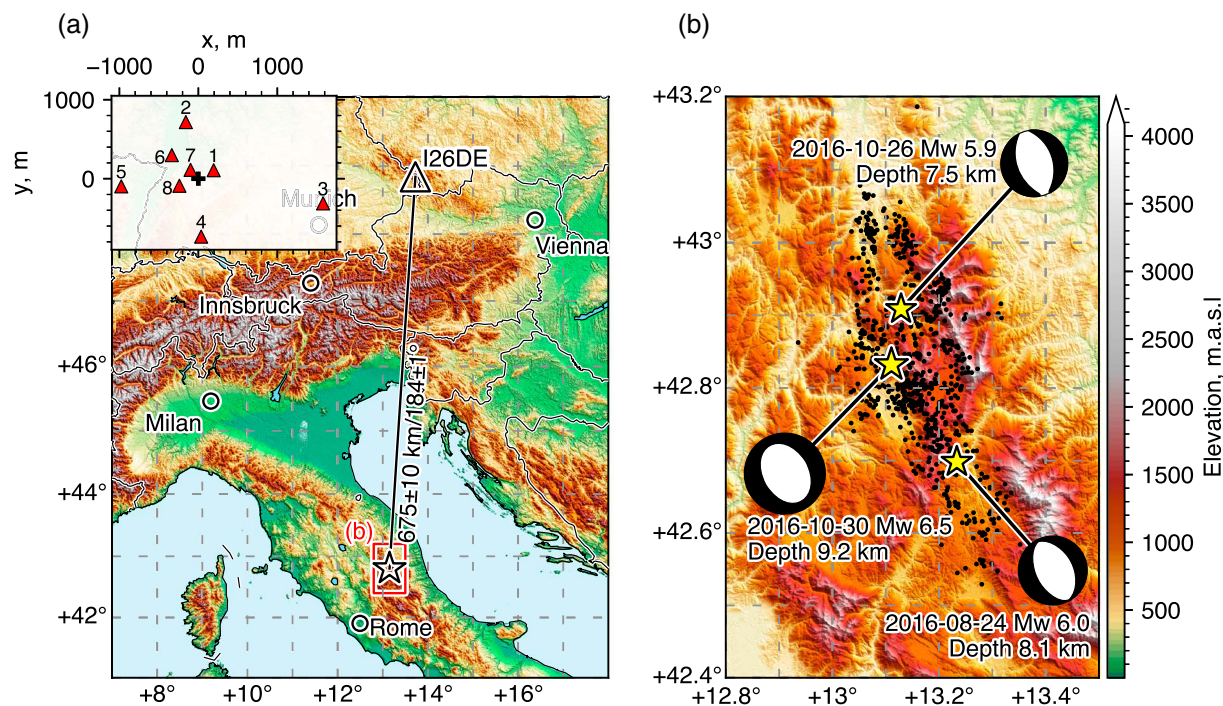 (a)
x, m
−1000 0 1000
1000
0
y, m
2
6
7
1
5
8
3
4
Munich
I26DE
Vienna
Innsbruck
Milan
675±10 km/184±1°
(b)
Rome
+46°
+44°
+42°
+8° +10° +12° +14° +16°
(b)
+43.2°
+43°
+42.8°
+42.6°
+42.4°
+12.8° +13° +13.2° +13.4°
2016-10-26 Mw 5.9
Depth 7.5 km
2016-10-30 Mw 6.5
Depth 9.2 km
2016-08-24 Mw 6.0
Depth 8.1 km
4000
3500
3000
2500
2000
1500
1000
500
Elevation, m.a.s.l